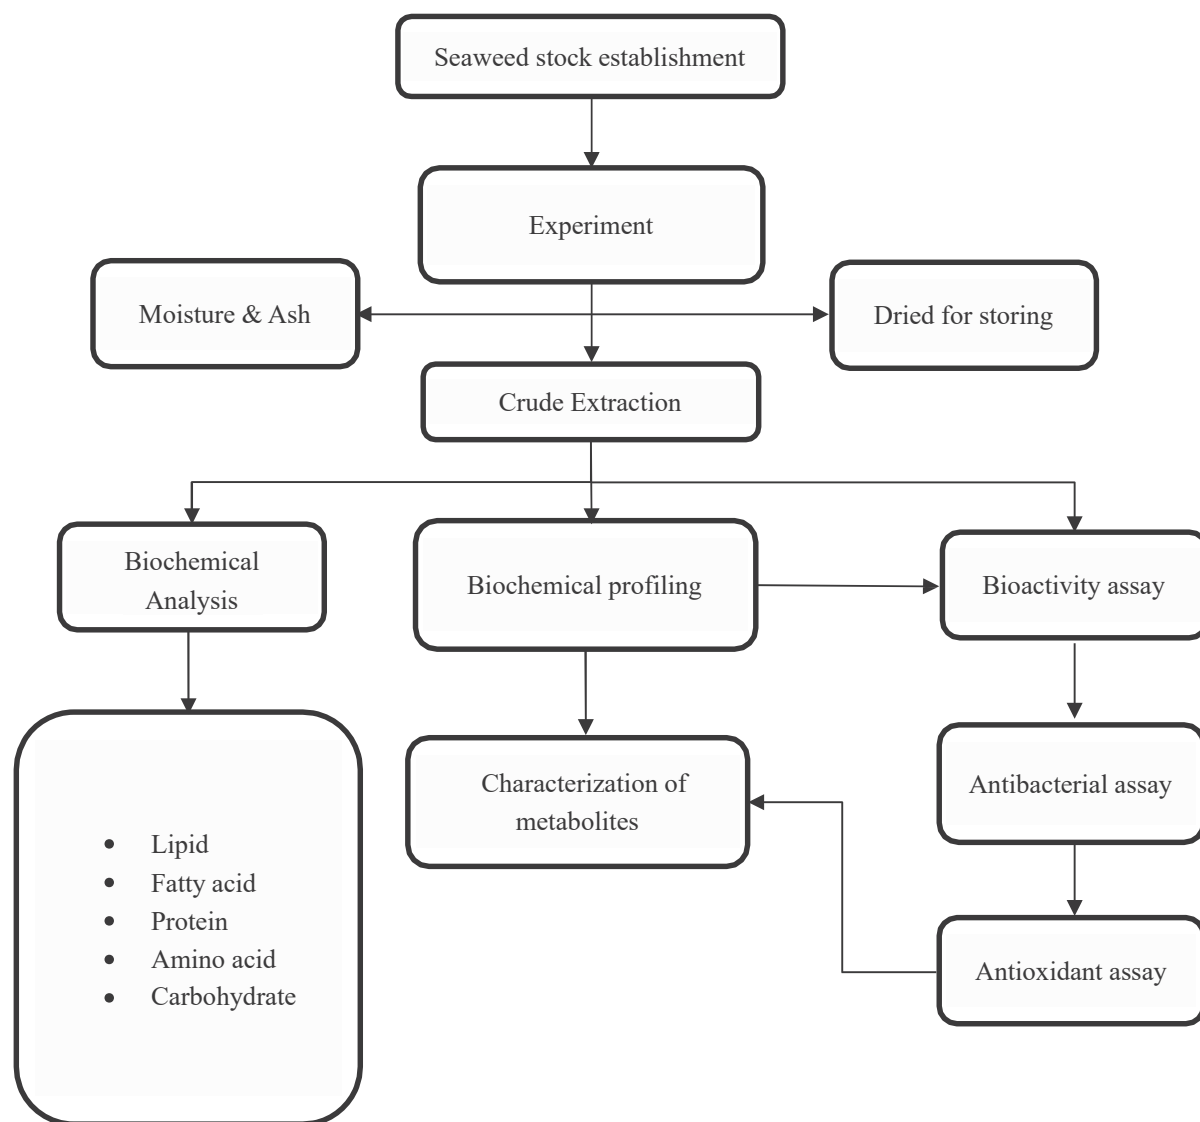 Seaweed stock establishment
Experiment
Moisture & Ash
Dried for storing
Crude Extraction
Biochemical
Analysis
Biochemical profiling
Bioactivity assay
Characterization of
metabolites
Antibacterial assay
• Lipid
• Fatty acid
• Protein
• Amino acid
• Carbohydrate
Antioxidant assay